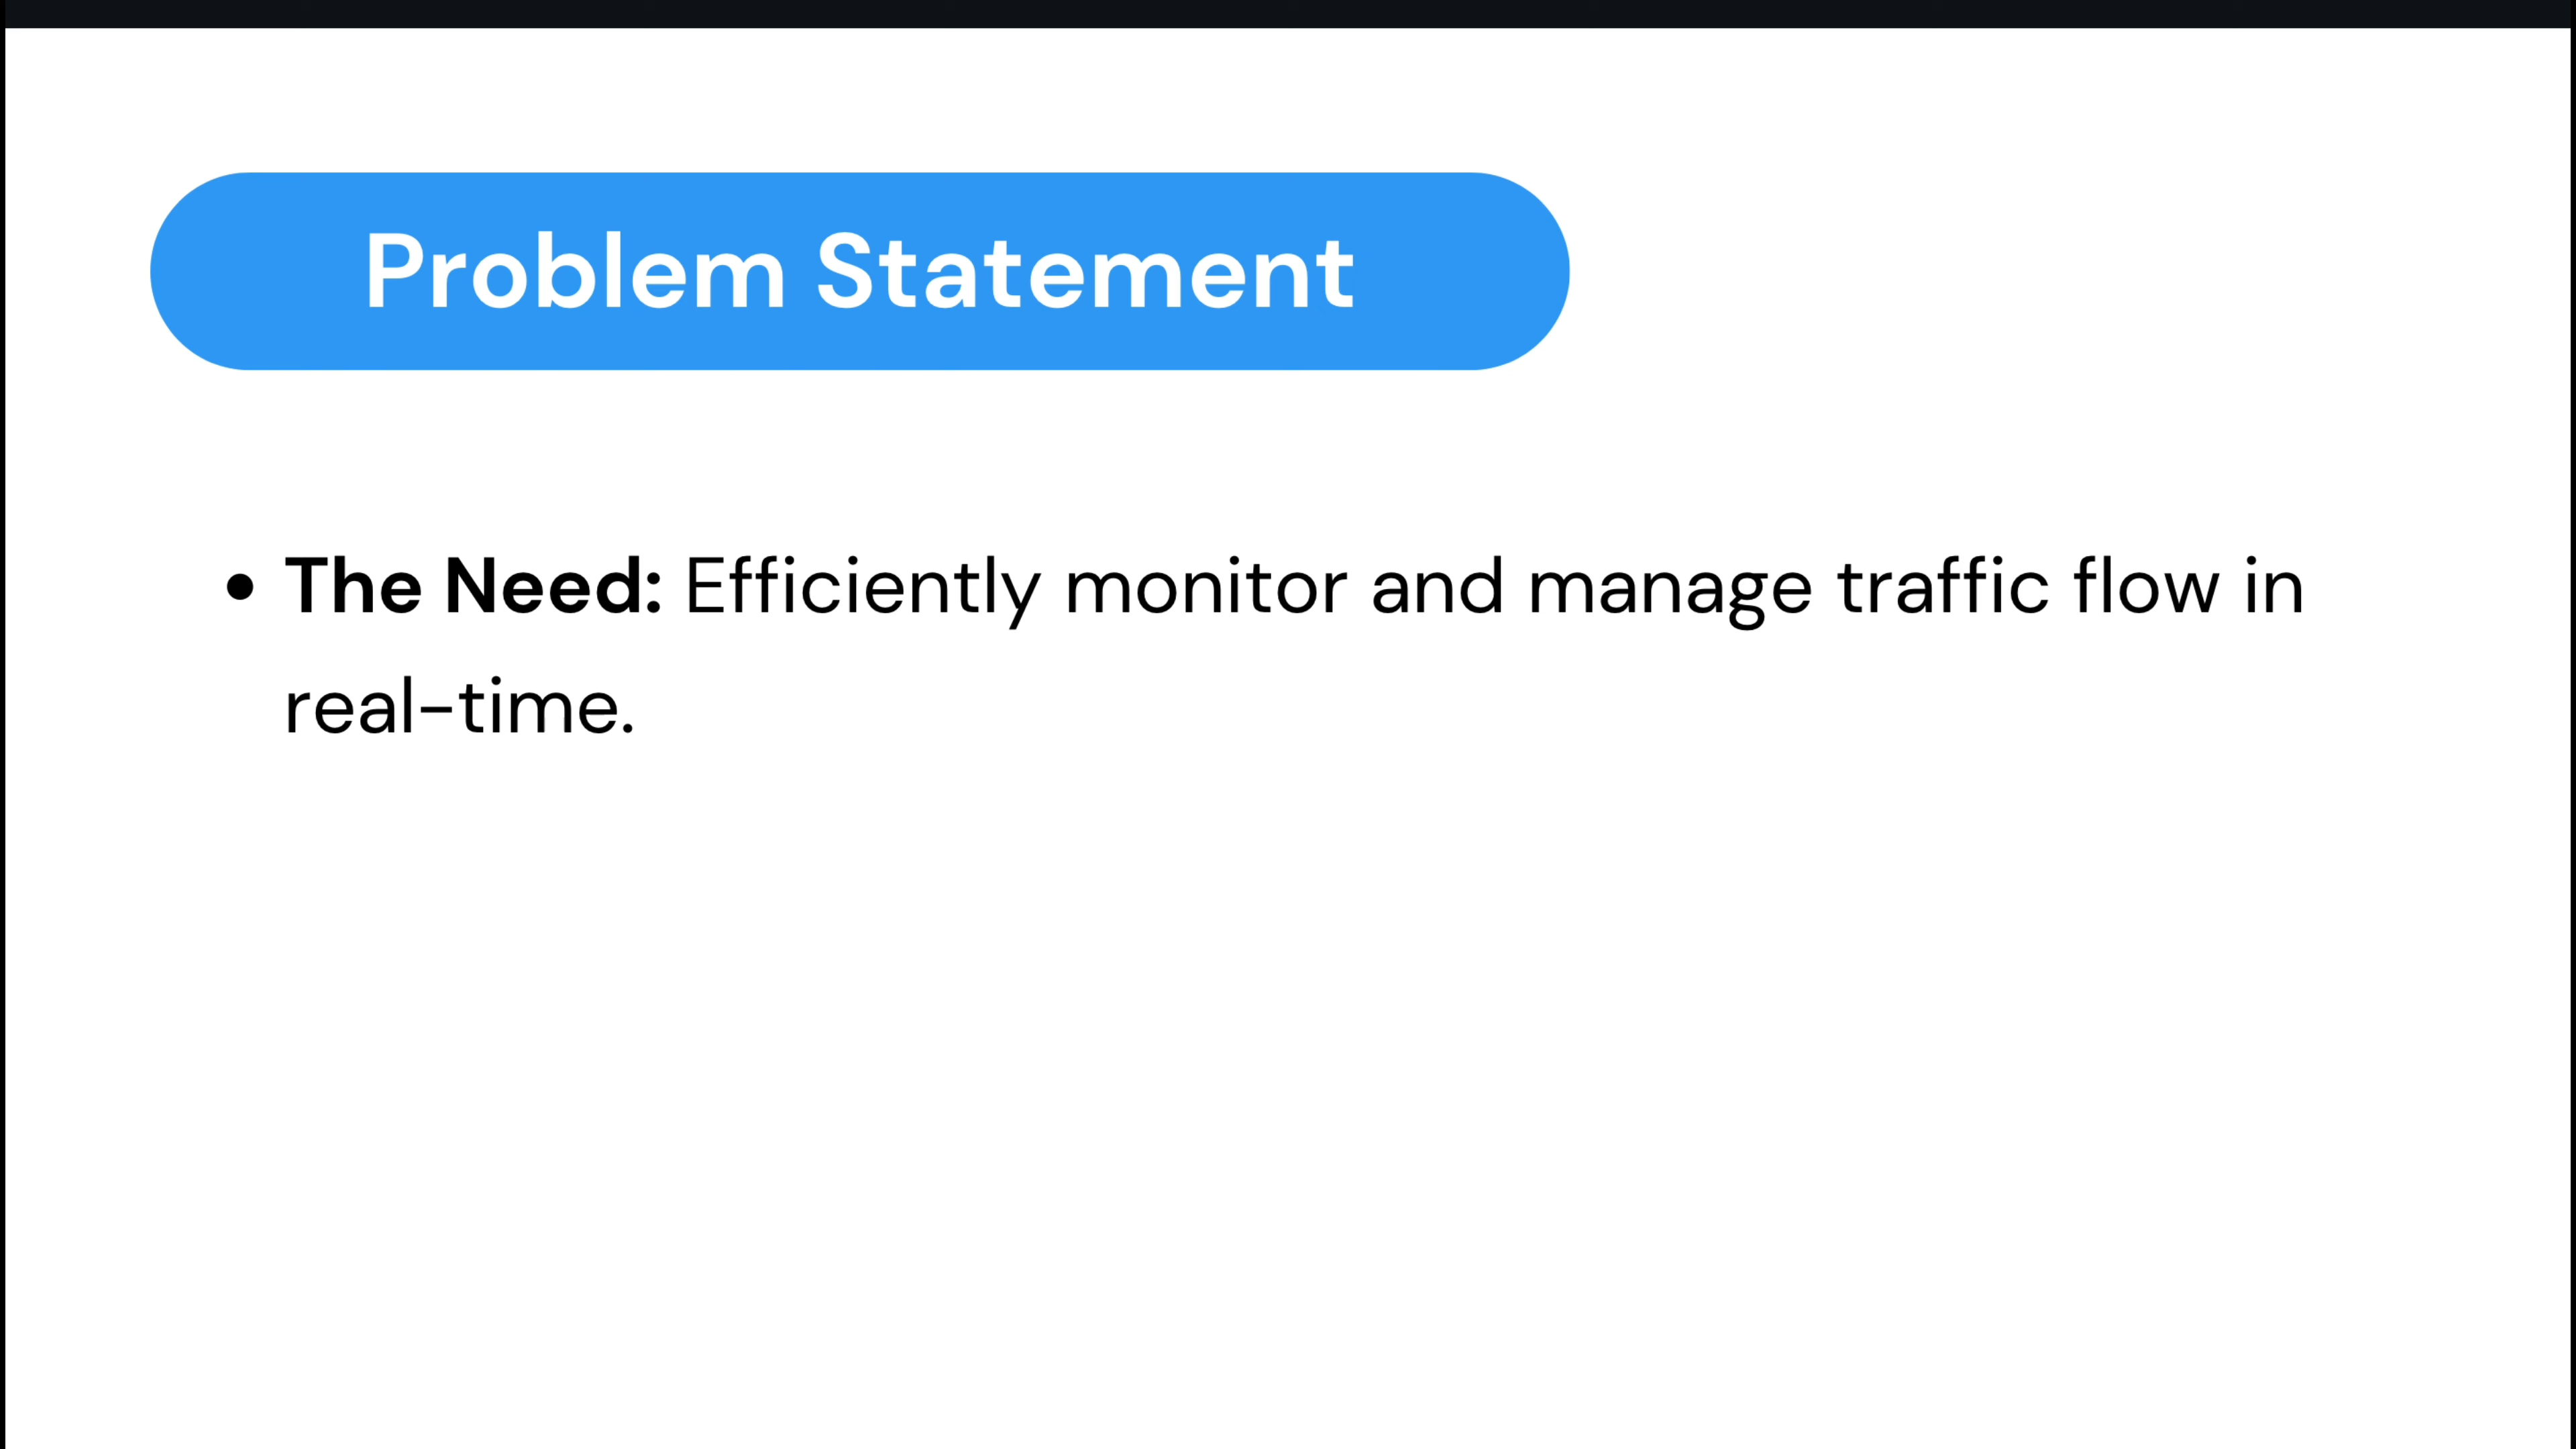 Problem Statement
• The Need: Efficiently monitor and manage traffic flow in
real-time.